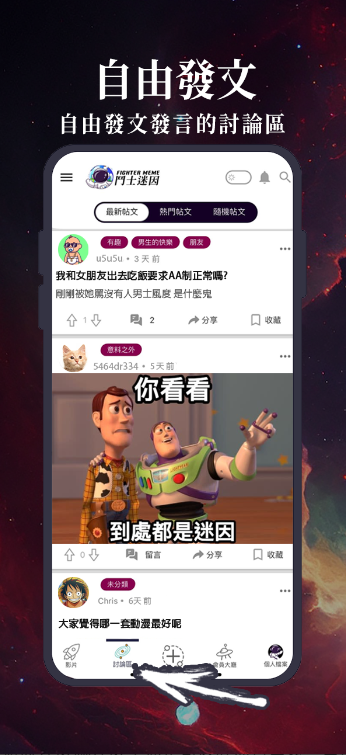 自由發文
自由發文發言的討論區
FIGHTER MEME
鬥士迷因
最新帖文 熱門帖文 隨機帖文
有趣 男生的快樂 朋友
u5u5u • 3 天前
我和女朋友出去吃飯要求AA制正常嗎?
剛剛被她罵沒有人男士風度 是什麼鬼
1 2 分享 收藏
意料之外
5464dr334 • 5 天前
你看看
到處都是迷因
0 留言 分享 收藏
未分類
Chris • 6天前
大家覺得哪一套動漫最好呢
影片 討論區 會員大廳 個人檔案